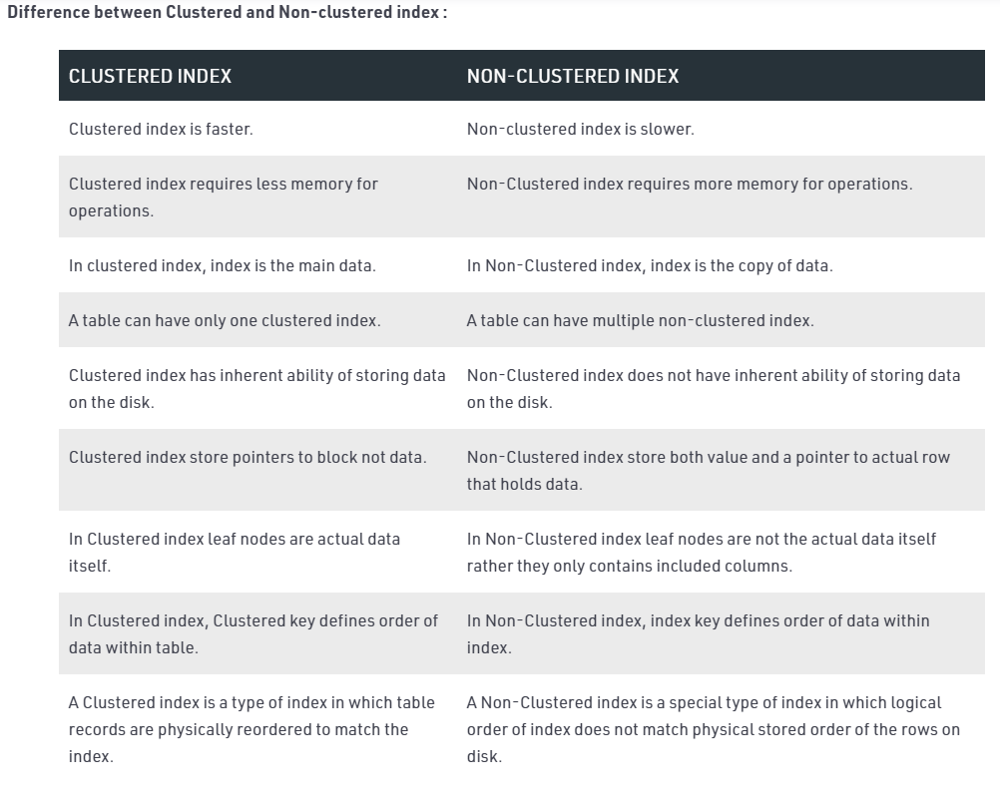 Difference between Clustered and Non-clustered index :
CLUSTERED INDEX NON-CLUSTERED INDEX
Clustered index is faster. Non-clustered index is slower.
Clustered index requires less memory for
operations.
Non-Clustered index requires more memory for operations.
In clustered index, index is the main data. In Non-Clustered index, index is the copy of data.
A table can have only one clustered index. A table can have multiple non-clustered index.
Clustered index has inherent ability of storing data
on the disk.
Non-Clustered index does not have inherent ability of storing data
on the disk.
Clustered index store pointers to block not data.
Non-Clustered index store both value and a pointer to actual row
that holds data.
In Clustered index leaf nodes are actual data
itself.
In Non-Clustered index leaf nodes are not the actual data itself
rather they only contains included columns.
In Clustered index, Clustered key defines order of
data within table.
In Non-Clustered index, index key defines order of data within
index.
A Clustered index is a type of index in which table
records are physically reordered to match the
index.
A Non-Clustered index is a special type of index in which logical
order of index does not match physical stored order of the rows on
disk.